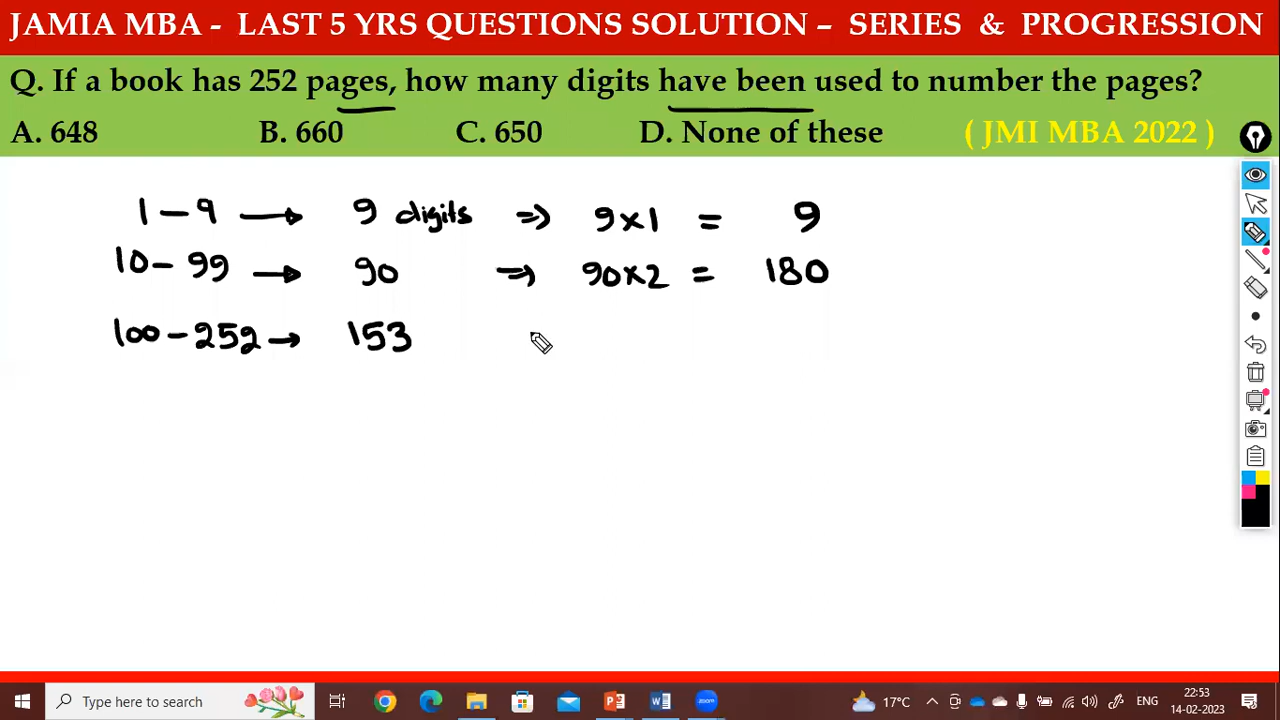 JAMIA MBA - LAST 5 YRS QUESTIONS SOLUTION – SERIES & PROGRESSION
Q. If a book has 252 pages, how many digits have been used to number the pages?
A. 648 B. 660 C. 650 D. None of these ( JMI MBA 2022 )
1 – 9 → 9 digits ⇒ 9×1 = 9
10 – 99 → 90 ⇒ 90×2 = 180
100 – 252 → 153
Type here to search
zoom
17°C
ENG
22:53
14-02-2023